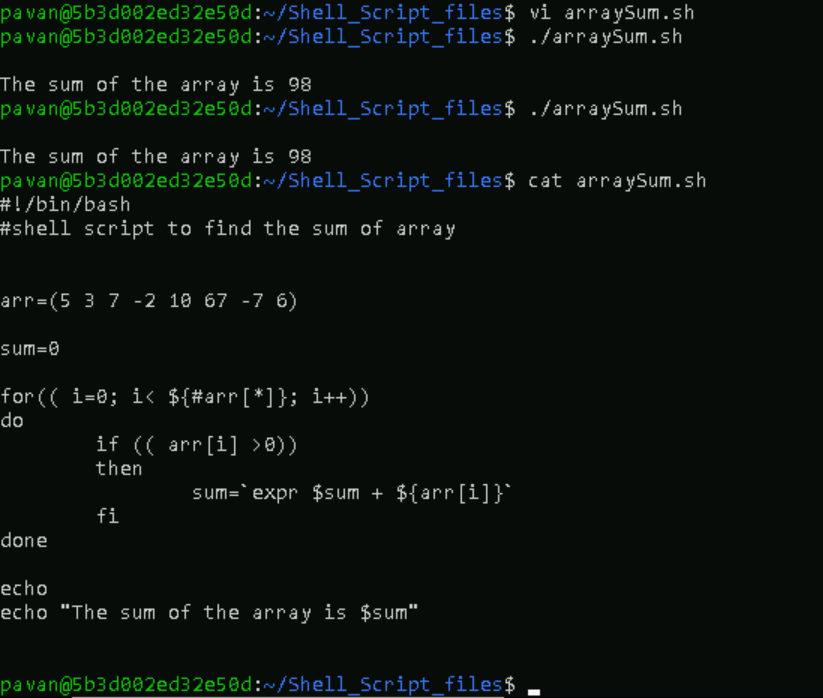 pavan@5b3d002ed32e50d:~/Shell_Script_files$ vi arraySum.sh
pavan@5b3d002ed32e50d:~/Shell_Script_files$ ./arraySum.sh
The sum of the array is 98
pavan@5b3d002ed32e50d:~/Shell_Script_files$ ./arraySum.sh
The sum of the array is 98
pavan@5b3d002ed32e50d:~/Shell_Script_files$ cat arraySum.sh
#!/bin/bash
#shell script to find the sum of array
arr=(5 3 7 -2 10 67 -7 6)
sum=0
for(( i=0; i< ${#arr[*]}; i++))
do
        if (( arr[i] >0))
        then
                sum=`expr $sum + ${arr[i]}`
        fi
done
echo
echo "The sum of the array is $sum"
pavan@5b3d002ed32e50d:~/Shell_Script_files$